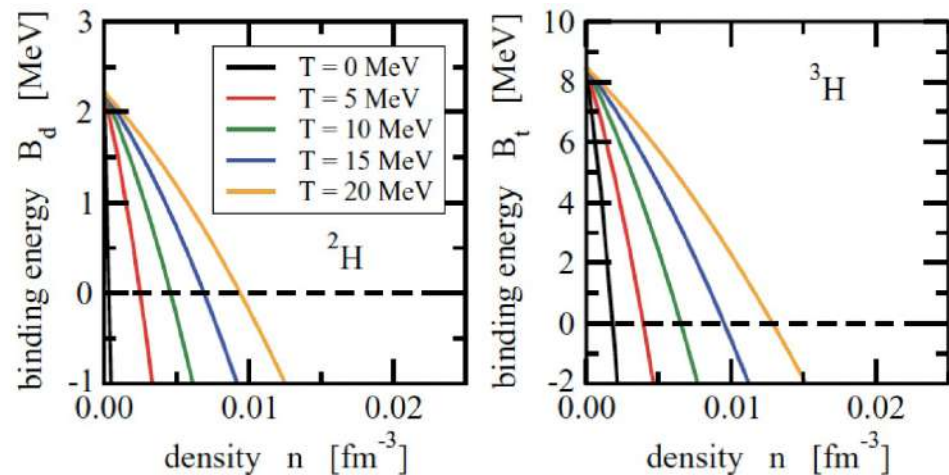 binding energy B_d [MeV]
3
2
1
0
-1
T = 0 MeV
T = 5 MeV
T = 10 MeV
T = 15 MeV
T = 20 MeV
²H
0.00 0.01 0.02
density n [fm⁻³]
binding energy B_t [MeV]
10
8
6
4
2
0
-2
³H
0.00 0.01 0.02
density n [fm⁻³]